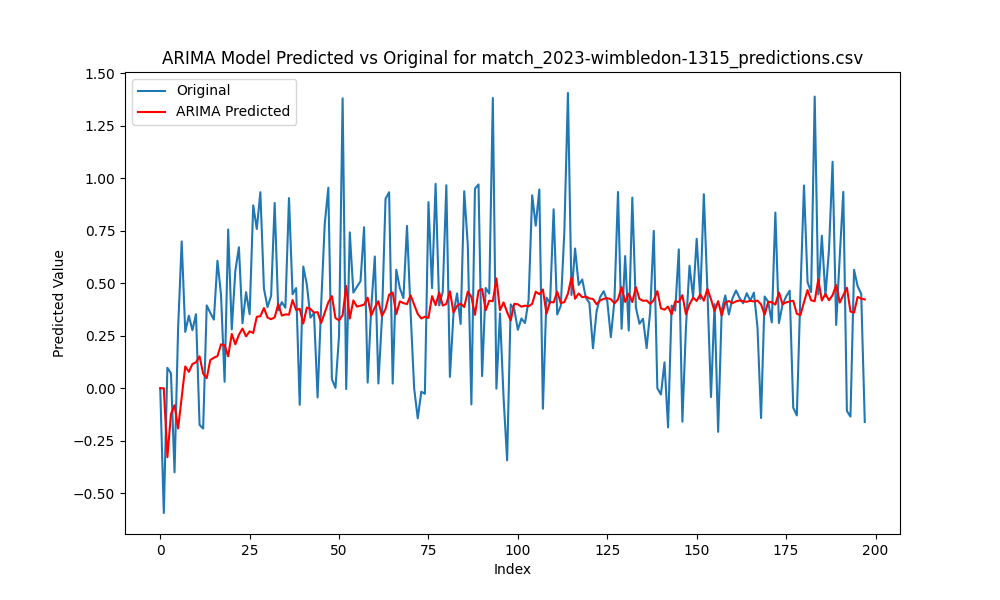 ARIMA Model Predicted vs Original for match_2023-wimbledon-1315_predictions.csv
Original
ARIMA Predicted
Predicted Value
1.50
1.25
1.00
0.75
0.50
0.25
0.00
−0.25
−0.50
0 25 50 75 100 125 150 175 200
Index